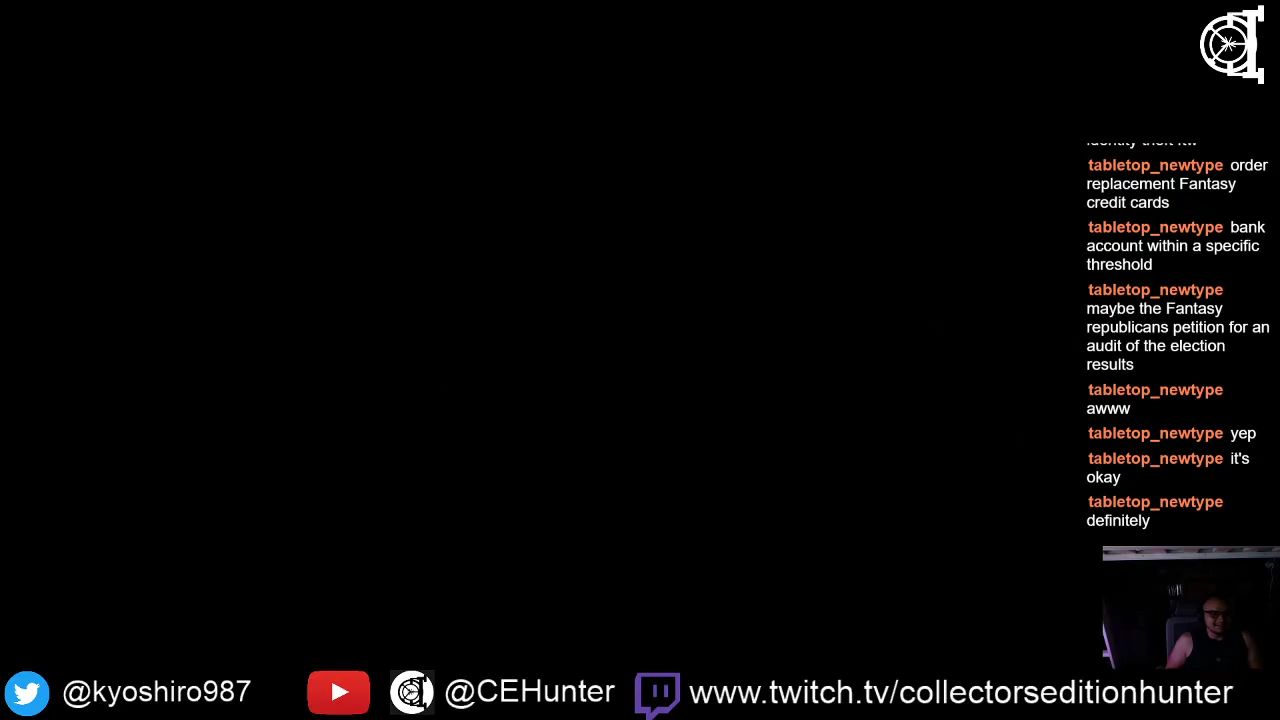 tabletop_newtype order
replacement Fantasy
credit cards
tabletop_newtype bank
account within a specific
threshold
tabletop_newtype
maybe the Fantasy
republicans petition for an
audit of the election
results
tabletop_newtype
awww
tabletop_newtype yep
tabletop_newtype it's
okay
tabletop_newtype
definitely
@kyoshiro987
@CEHunter
www.twitch.tv/collectorseditionhunter